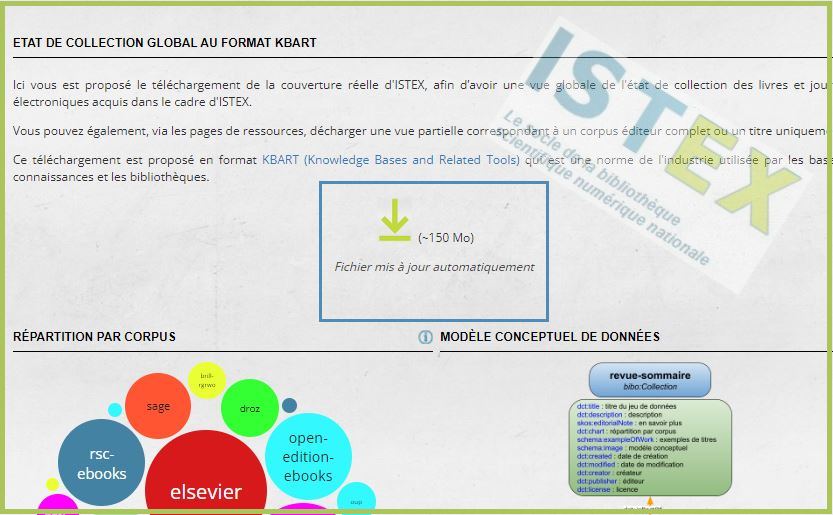 ETAT DE COLLECTION GLOBAL AU FORMAT KBART
Ici vous est proposé le téléchargement de la couverture réelle d'ISTEX, afin d'avoir une vue globale de l'état de collection des livres et jour
électroniques acquis dans le cadre d'ISTEX.
Vous pouvez également, via les pages de ressources, décharger une vue partielle correspondant à un corpus éditeur complet ou un titre uniqueme
Ce téléchargement est proposé en format KBART (Knowledge Bases and Related Tools) qui est une norme de l'industrie utilisée par les bas
connaissances et les bibliothèques.
ISTEX
Le socle de la bibliothèque
scientifique numérique nationale
(~150 Mo)
Fichier mis à jour automatiquement
RÉPARTITION PAR CORPUS
brill-
sage
droz
rsc-
ebooks
open-
edition-
ebooks
elsevier
oup
MODÈLE CONCEPTUEL DE DONNÉES
revue-sommaire
bibo:Collection
dct:title : titre du jeu de données
dct:description : description
skos:editorialNote : en savoir plus
dct:chart : répartition par corpus
schema:exampleOfWork : exemples de titres
schema:image : modèle conceptuel
dct:created : date de création
dct:modified : date de modification
dct:creator : créateur
dct:publisher : éditeur
dct:license : licence